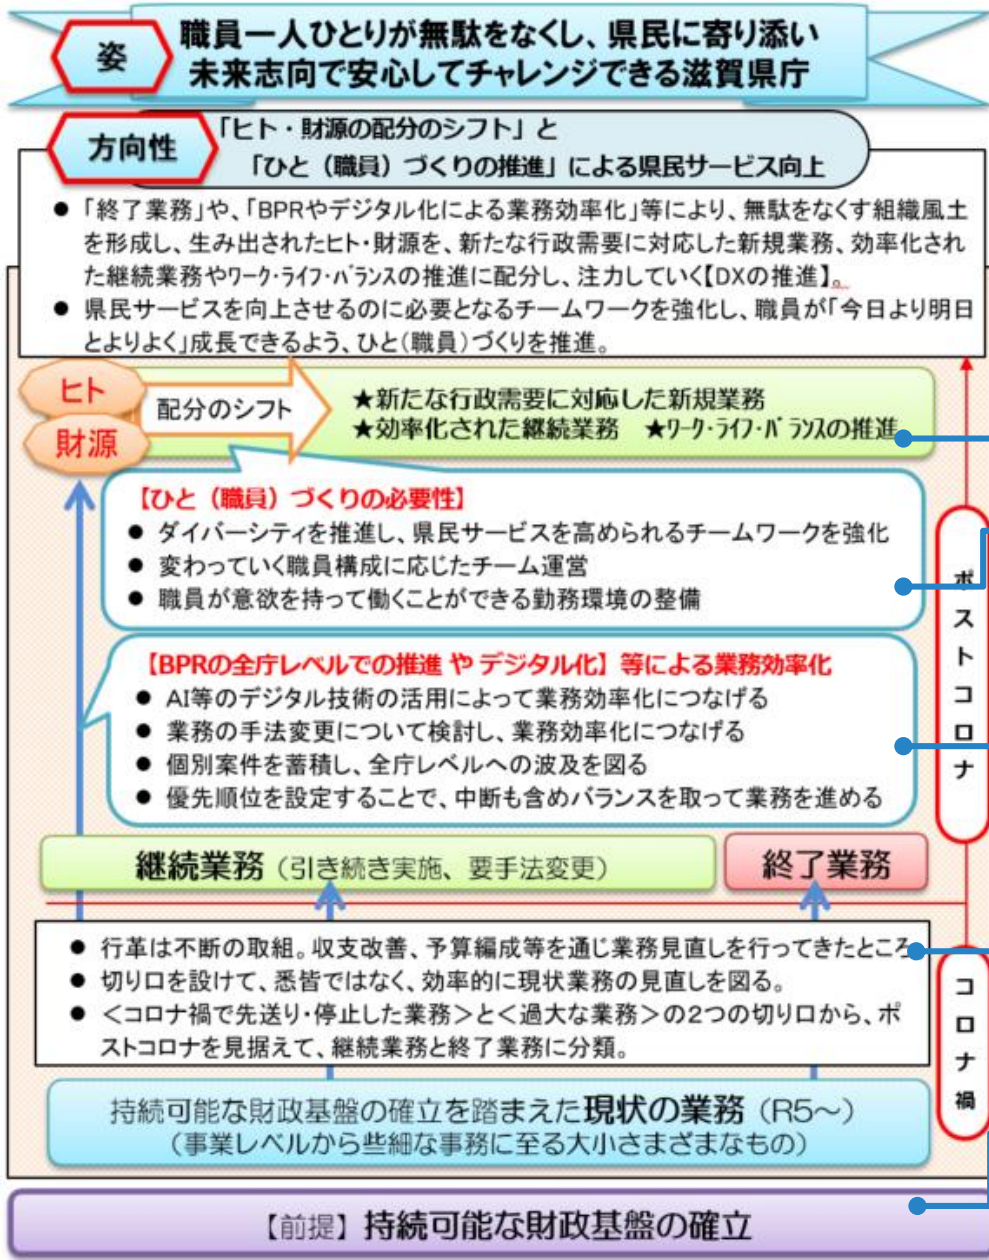 姿
職員一人ひとりが無駄をなくし、県民に寄り添い
未来志向で安心してチャレンジできる滋賀県庁
方向性
「ヒト・財源の配分のシフト」と
「ひと（職員）づくりの推進」による県民サービス向上
● 「終了業務」や、「BPRやデジタル化による業務効率化」等により、無駄をなくす組織風土
を形成し、生み出されたヒト・財源を、新たな行政需要に対応した新規業務、効率化され
た継続業務やﾜｰｸ・ﾗｲﾌ・ﾊﾞﾗﾝｽの推進に配分し、注力していく【DXの推進】。
● 県民サービスを向上させるのに必要となるチームワークを強化し、職員が「今日より明日
とよりよく」成長できるよう、ひと（職員）づくりを推進。
ヒト
財源
配分のシフト
★新たな行政需要に対応した新規業務
★効率化された継続業務　★ﾜｰｸ・ﾗｲﾌ・ﾊﾞﾗﾝｽの推進
【ひと（職員）づくりの必要性】
● ダイバーシティを推進し、県民サービスを高められるチームワークを強化
● 変わっていく職員構成に応じたチーム運営
● 職員が意欲を持って働くことができる勤務環境の整備
【BPRの全庁レベルでの推進 や デジタル化】等による業務効率化
● AI等のデジタル技術の活用によって業務効率化につなげる
● 業務の手法変更について検討し、業務効率化につなげる
● 個別案件を蓄積し、全庁レベルへの波及を図る
● 優先順位を設定することで、中断も含めバランスを取って業務を進める
ポストコロナ
継続業務（引き続き実施、要手法変更）
終了業務
● 行革は不断の取組。収支改善、予算編成等を通じ業務見直しを行ってきたところ
● 切り口を設けて、悉皆ではなく、効率的に現状業務の見直しを図る。
● ＜コロナ禍で先送り・停止した業務＞と＜過大な業務＞の2つの切り口から、ポ
ストコロナを見据えて、継続業務と終了業務に分類。
コロナ禍
持続可能な財政基盤の確立を踏まえた現状の業務（R5～）
（事業レベルから些細な事務に至る大小さまざまなもの）
【前提】持続可能な財政基盤の確立